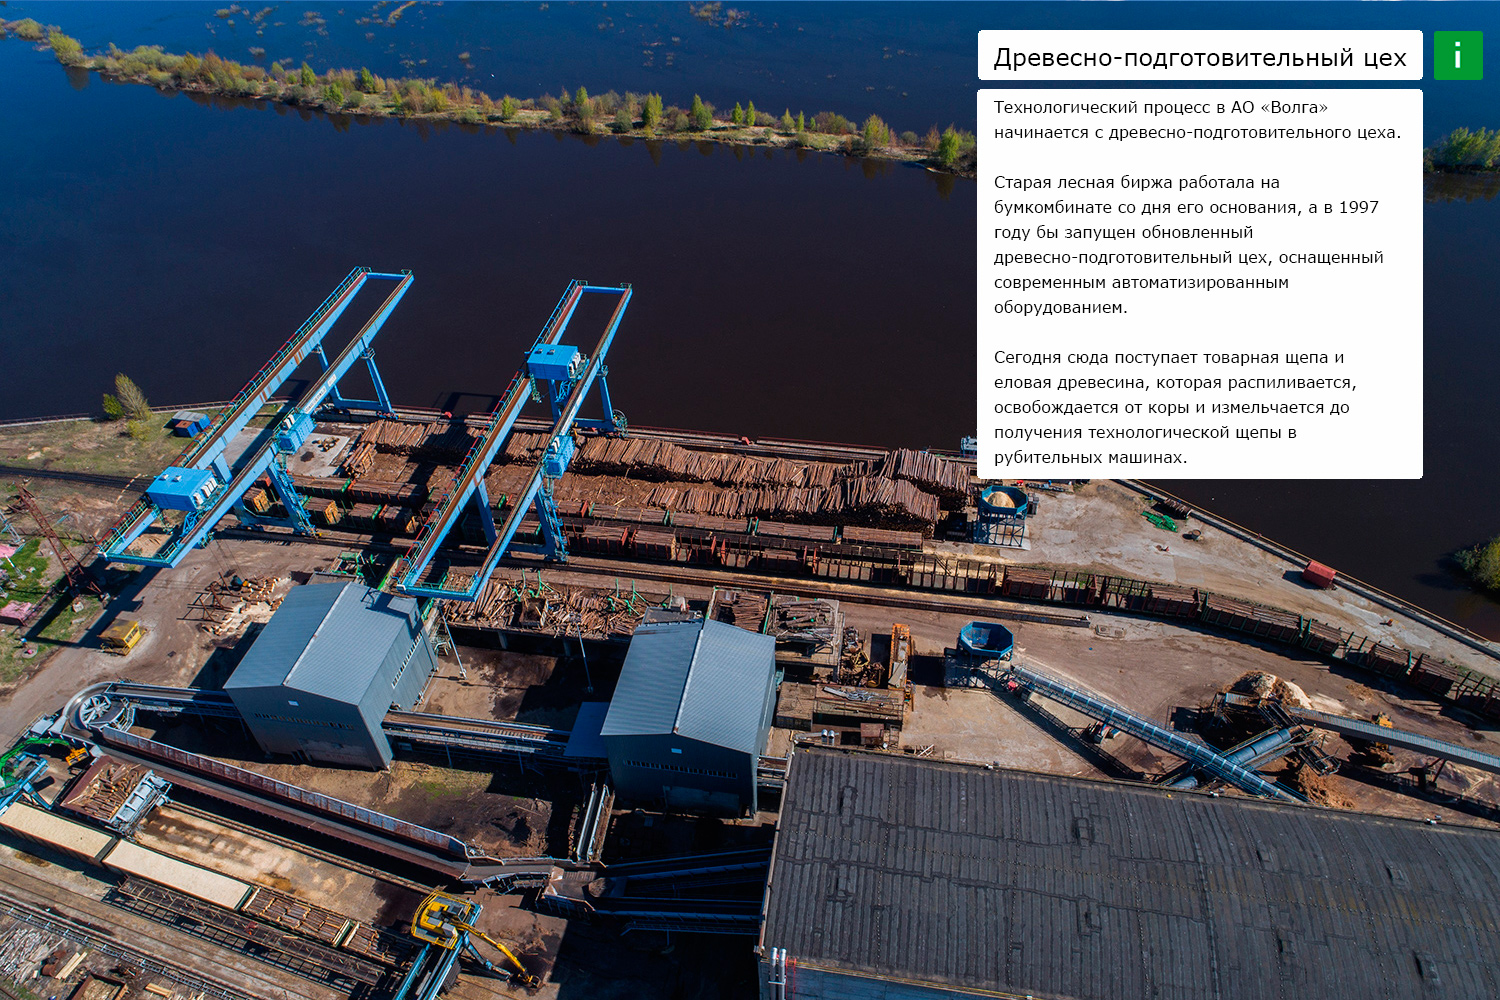 Древесно-подготовительный цех
i
Технологический процесс в АО «Волга»
начинается с древесно-подготовительного цеха.
Старая лесная биржа работала на
бумкомбинате со дня его основания, а в 1997
году бы запущен обновленный
древесно-подготовительный цех, оснащенный
современным автоматизированным
оборудованием.
Сегодня сюда поступает товарная щепа и
еловая древесина, которая распиливается,
освобождается от коры и измельчается до
получения технологической щепы в
рубительных машинах.